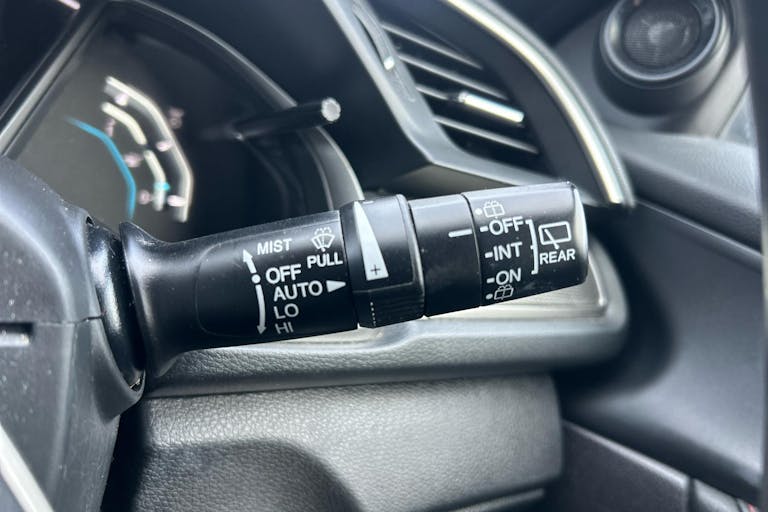 MIST
PULL
OFF
AUTO
LO
HI
+
OFF
INT
ON
REAR